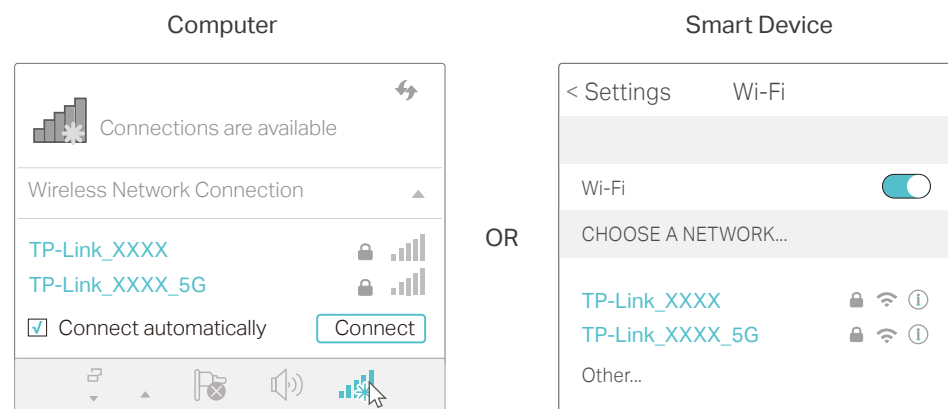 Computer
Connections are available
Wireless Network Connection
TP-Link_XXXX
TP-Link_XXXX_5G
Connect automatically
Connect
OR
Smart Device
< Settings
Wi-Fi
Wi-Fi
CHOOSE A NETWORK...
TP-Link_XXXX
TP-Link_XXXX_5G
Other...